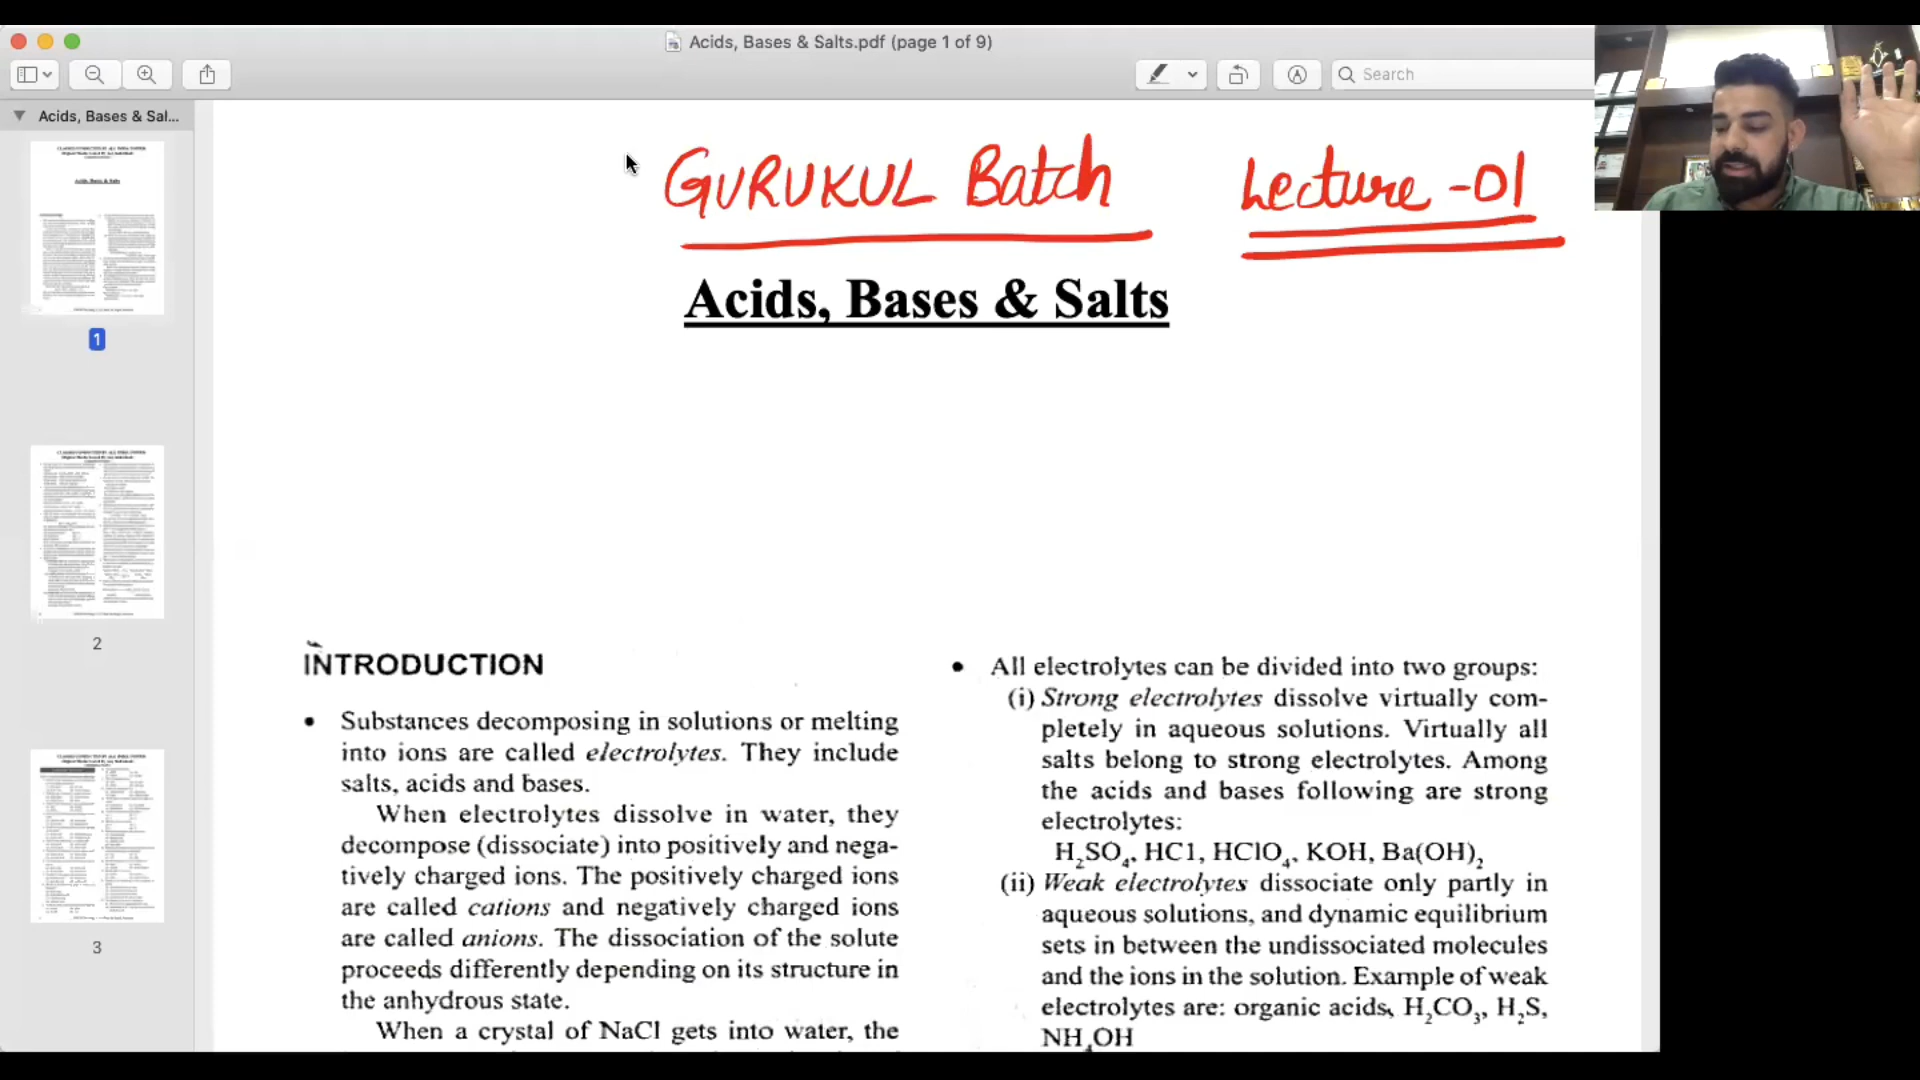 Acids, Bases & Salts.pdf (page 1 of 9)
Search
Acids, Bases & Sal...
1
2
3
GURUKUL Batch
Lecture -01
Acids, Bases & Salts
INTRODUCTION
• Substances decomposing in solutions or melting
into ions are called electrolytes. They include
salts, acids and bases.
When electrolytes dissolve in water, they
decompose (dissociate) into positively and nega-
tively charged ions. The positively charged ions
are called cations and negatively charged ions
are called anions. The dissociation of the solute
proceeds differently depending on its structure in
the anhydrous state.
When a crystal of NaCl gets into water, the
• All electrolytes can be divided into two groups:
(i) Strong electrolytes dissolve virtually com-
pletely in aqueous solutions. Virtually all
salts belong to strong electrolytes. Among
the acids and bases following are strong
electrolytes:
H₂SO₄, HC1, HClO₄, KOH, Ba(OH)₂
(ii) Weak electrolytes dissociate only partly in
aqueous solutions, and dynamic equilibrium
sets in between the undissociated molecules
and the ions in the solution. Example of weak
electrolytes are: organic acids, H₂CO₃, H₂S,
NH₄OH